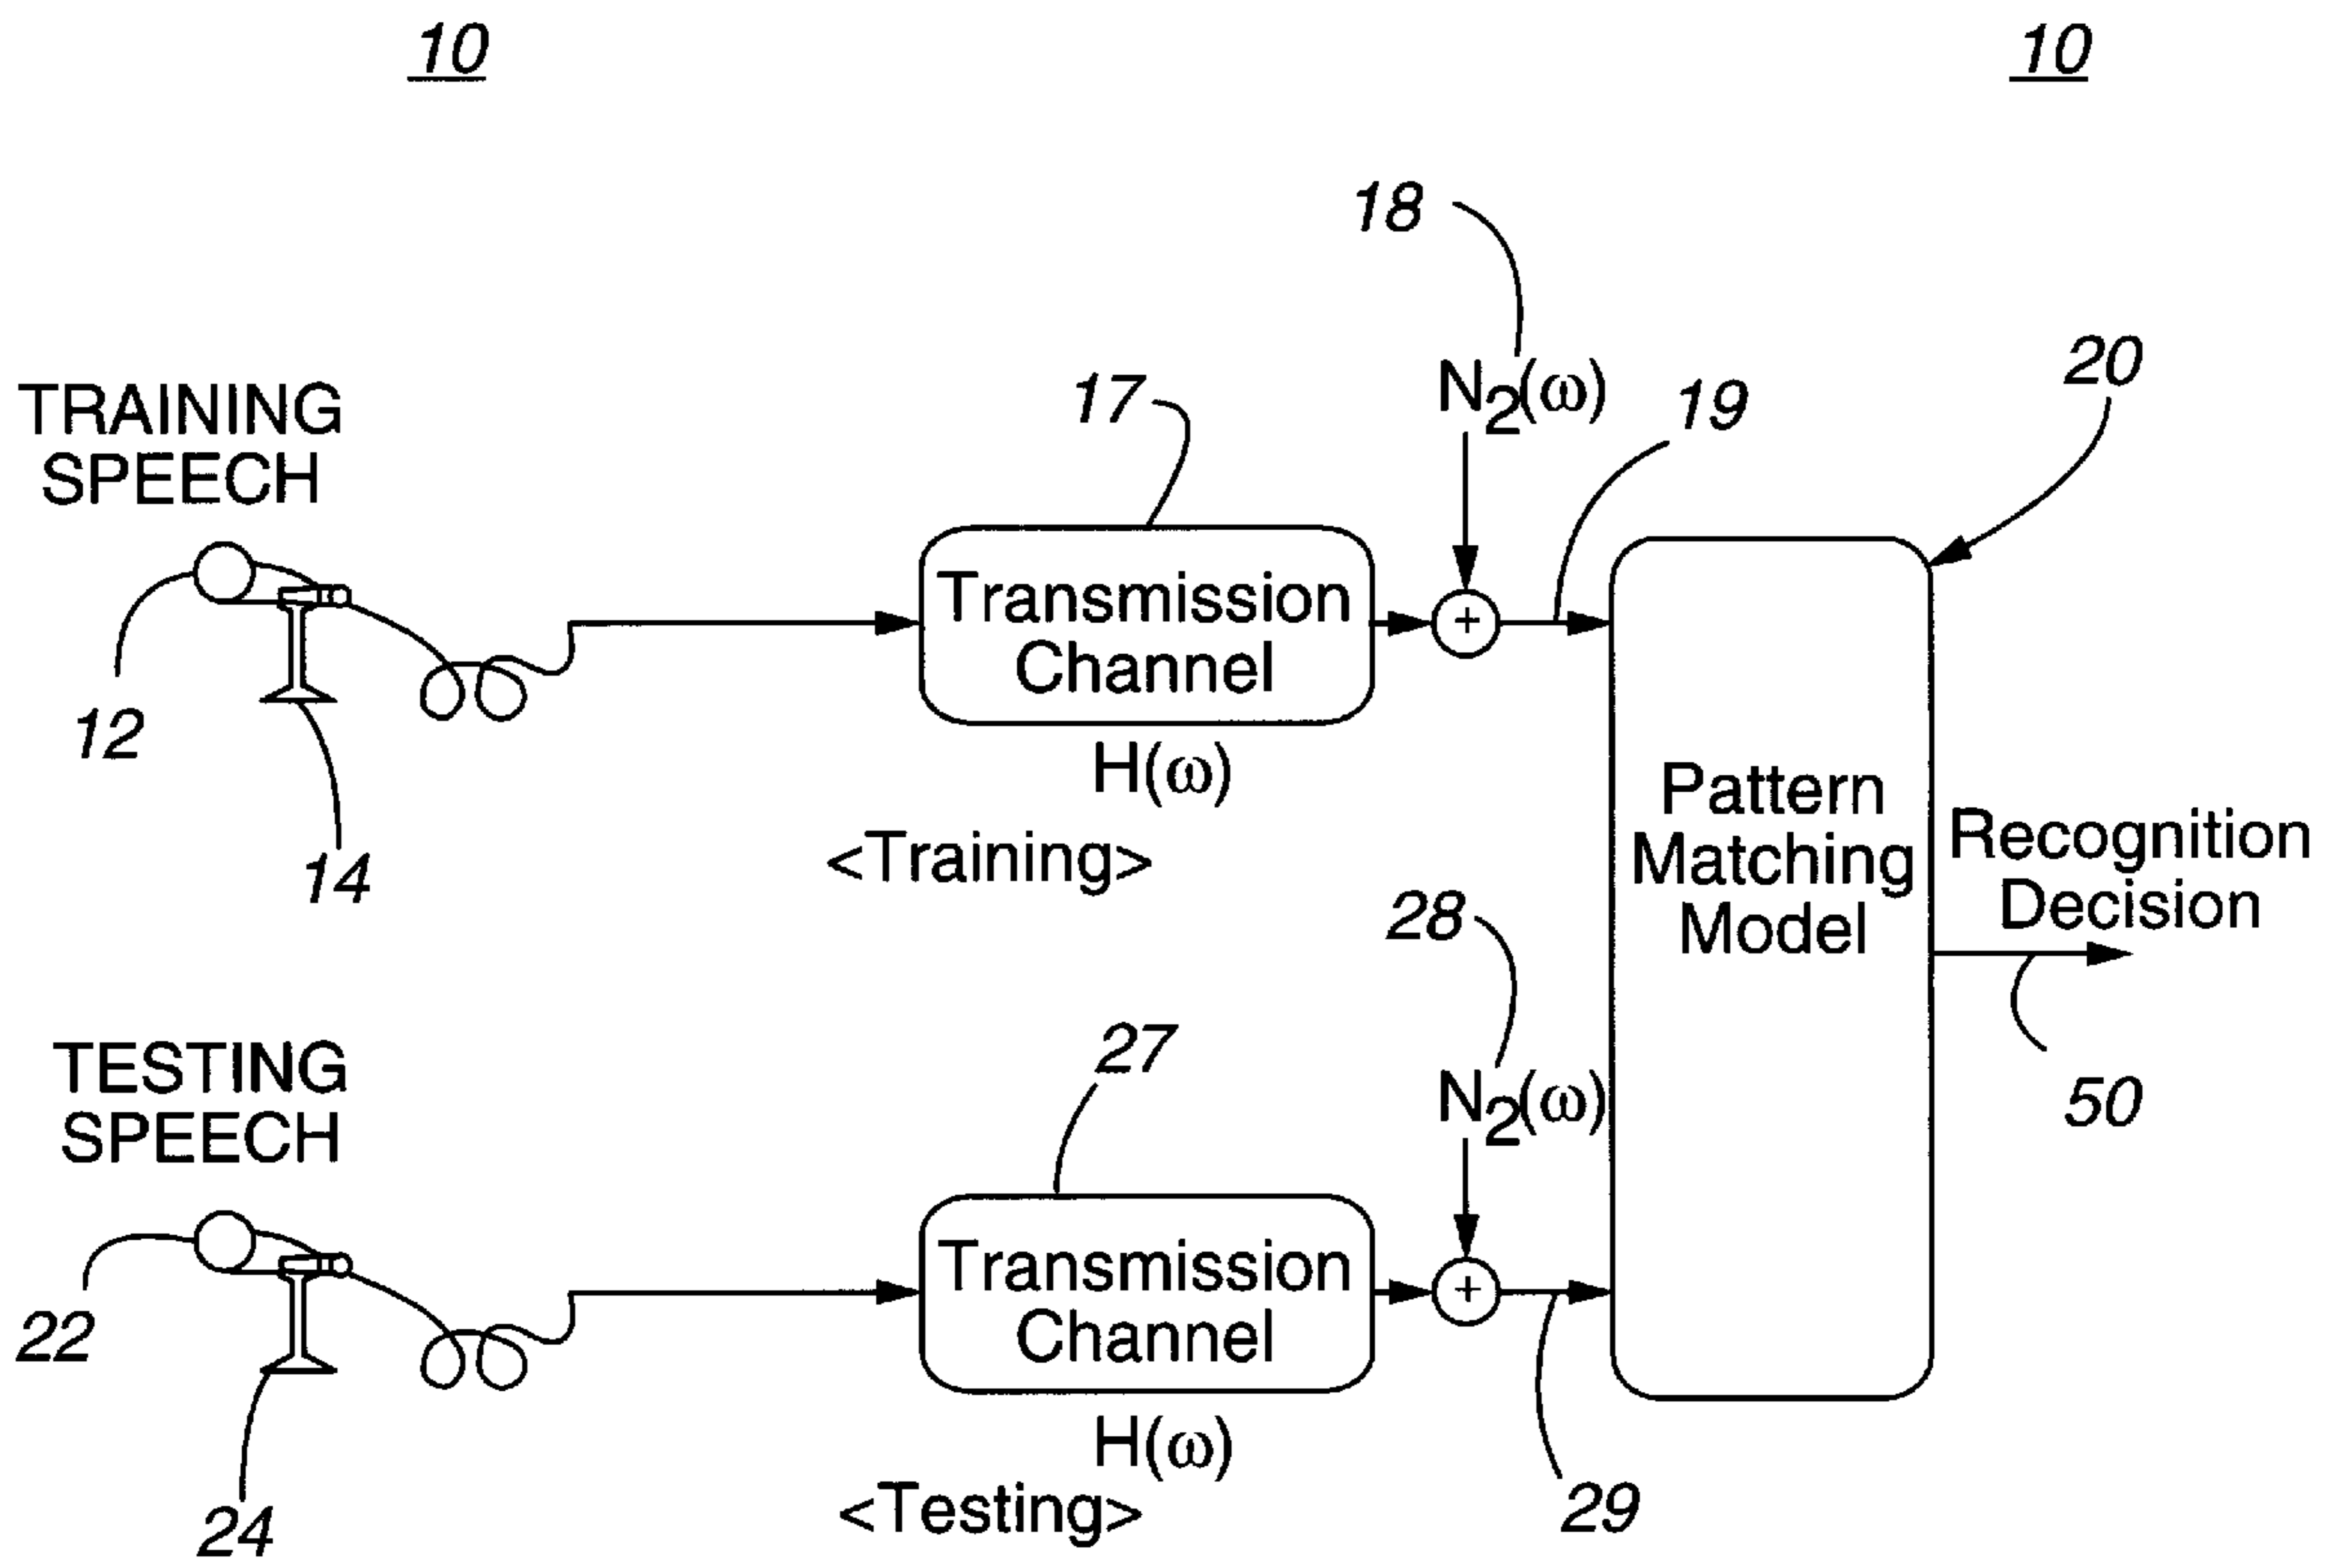 10
10
18
N2(ω)
17
19
20
TRAINING
SPEECH
Transmission
Channel
+
12
H(ω)
14
<Training>
Pattern
Matching
Model
Recognition
Decision
28
50
TESTING
SPEECH
27
N2(ω)
Transmission
Channel
+
22
H(ω)
24
<Testing>
29